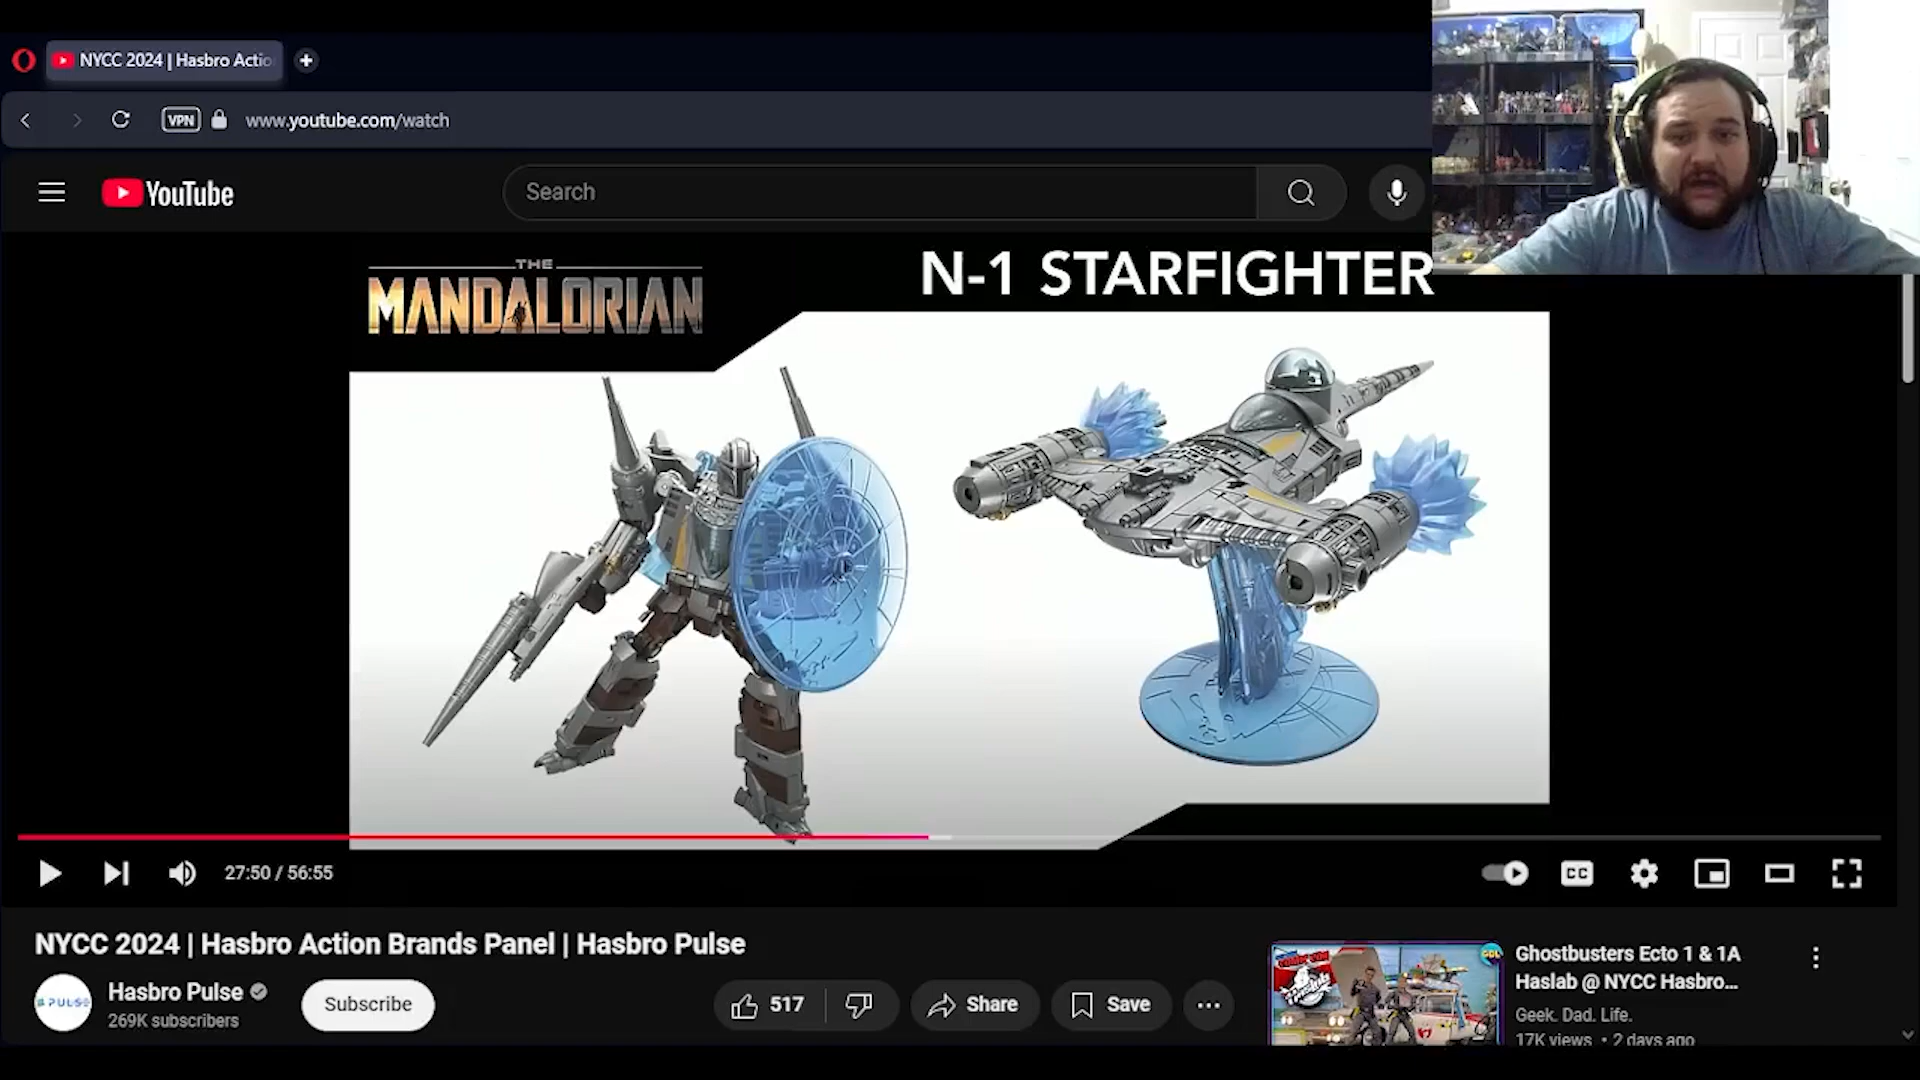 NYCC 2024 | Hasbro Actio
VPN
www.youtube.com/watch
YouTube
Search
THE
MANDALORIAN
N-1 STARFIGHTER
27:50 / 56:55
CC
NYCC 2024 | Hasbro Action Brands Panel | Hasbro Pulse
PULSE
Hasbro Pulse
269K subscribers
Subscribe
517
Share
Save
GDL
Ghostbusters Ecto 1 & 1A
Haslab @ NYCC Hasbro...
Geek. Dad. Life.
17K views • 2 days ago